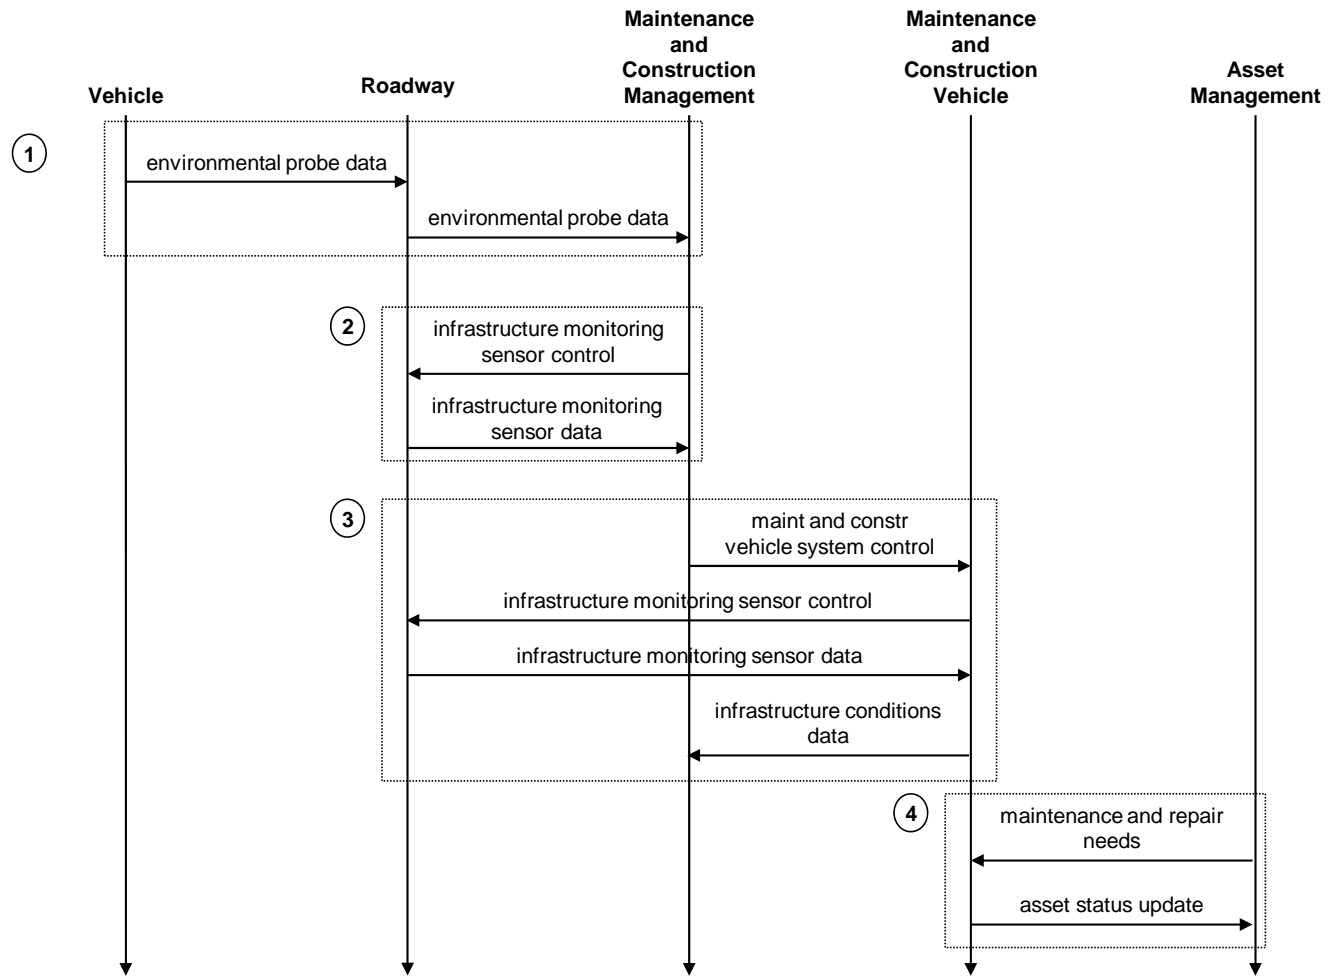 Vehicle
Roadway
Maintenance
and
Construction
Management
Maintenance
and
Construction
Vehicle
Asset
Management
1
environmental probe data
environmental probe data
2
infrastructure monitoring
sensor control
infrastructure monitoring
sensor data
3
maint and constr
vehicle system control
infrastructure monitoring sensor control
infrastructure monitoring sensor data
infrastructure conditions
data
4
maintenance and repair
needs
asset status update